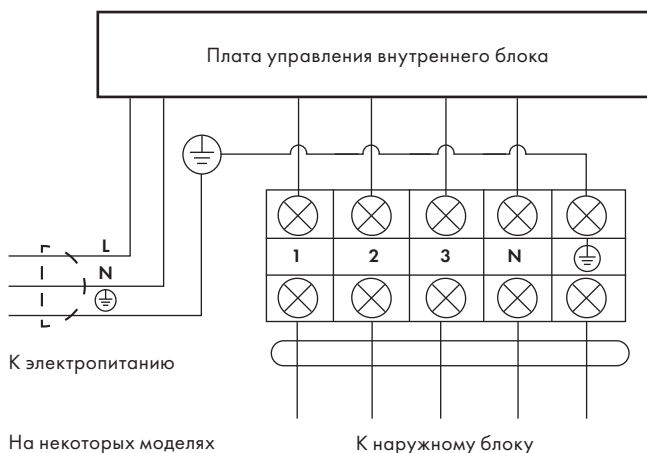 Плата управления внутреннего блока
L
N
1 2 3 N
К электропитанию
На некоторых моделях
К наружному блоку